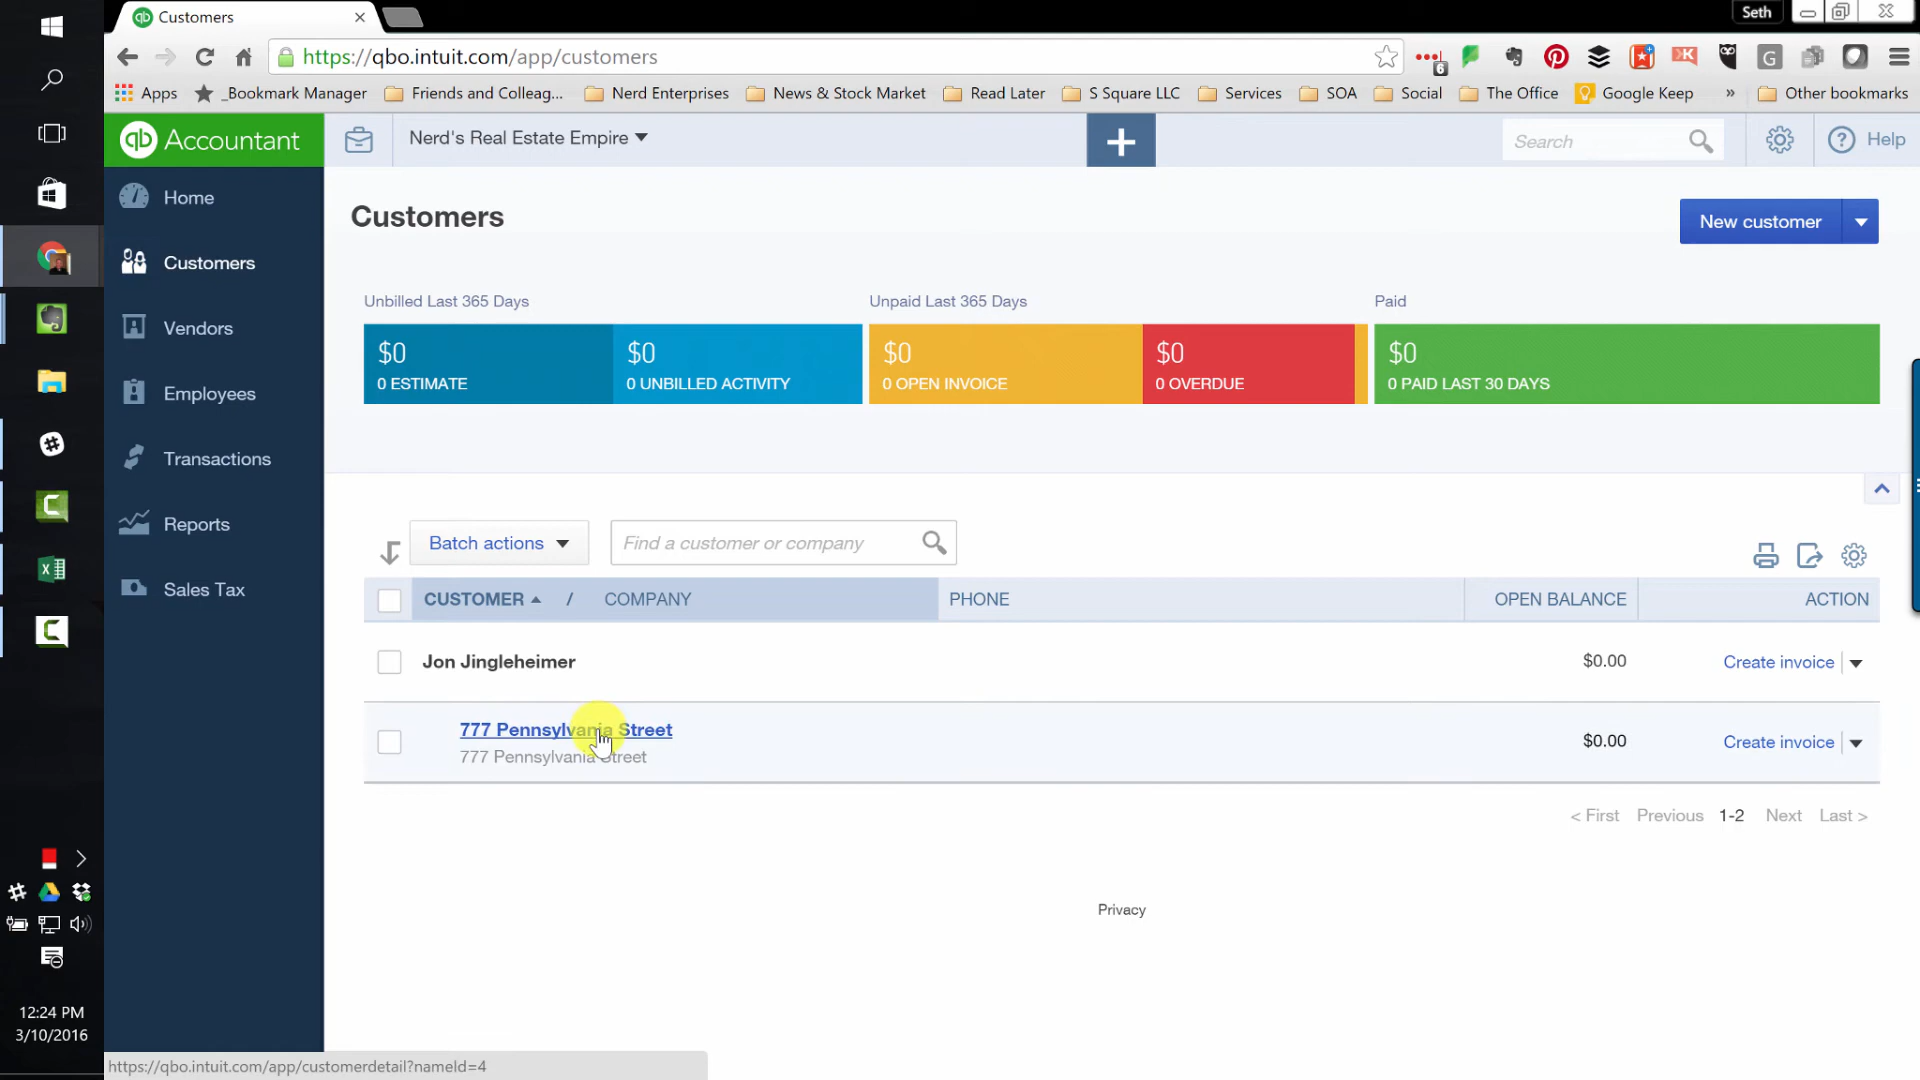 Customers
Seth
https://qbo.intuit.com/app/customers
6
Apps _Bookmark Manager Friends and Colleag... Nerd Enterprises News & Stock Market Read Later S Square LLC Services SOA Social The Office Google Keep » Other bookmarks
qb Accountant
Nerd's Real Estate Empire
Search
Help
Home
Customers
Vendors
Employees
Transactions
Reports
Sales Tax
Customers
New customer
Unbilled Last 365 Days Unpaid Last 365 Days Paid
$0 $0 $0 $0 $0
0 ESTIMATE 0 UNBILLED ACTIVITY 0 OPEN INVOICE 0 OVERDUE 0 PAID LAST 30 DAYS
Batch actions
Find a customer or company
CUSTOMER / COMPANY PHONE OPEN BALANCE ACTION
Jon Jingleheimer $0.00 Create invoice
777 Pennsylvania Street
777 Pennsylvania Street
$0.00 Create invoice
< First Previous 1-2 Next Last >
Privacy
12:24 PM
3/10/2016
https://qbo.intuit.com/app/customerdetail?nameId=4